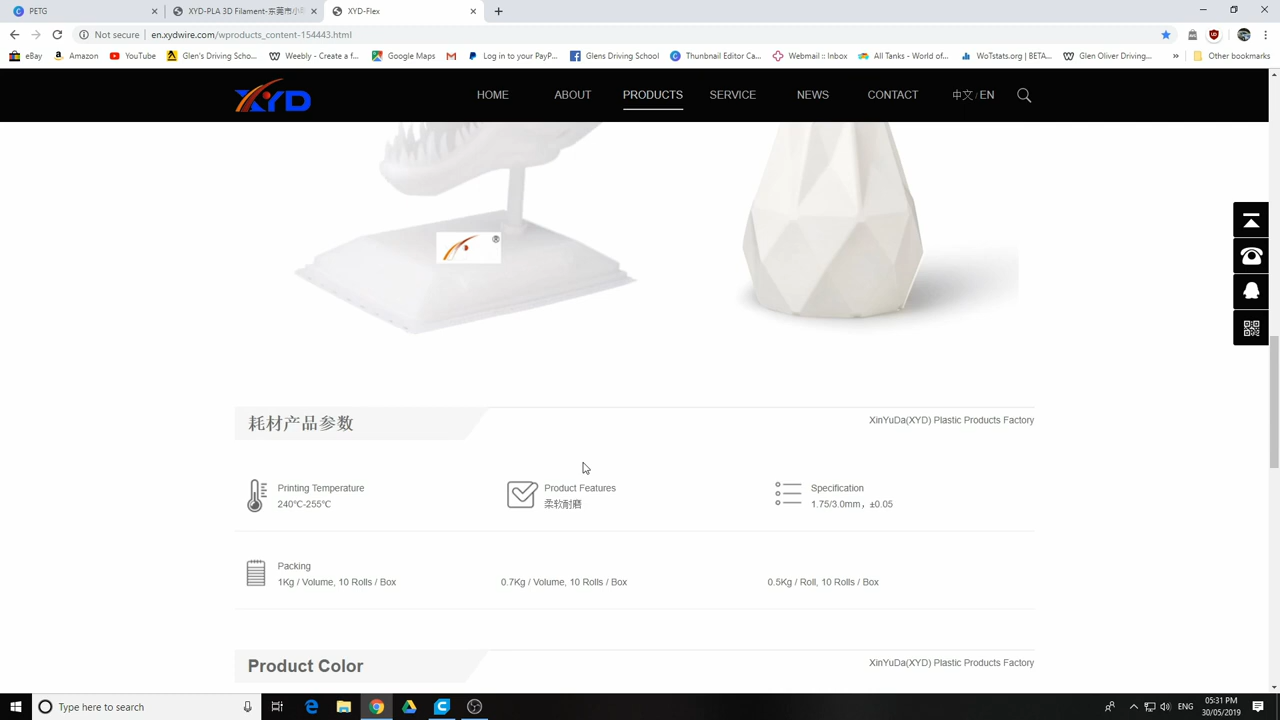 PETG
XYD-PLA 3D Filament-东莞市小
XYD-Flex
Not secure
en.xydwire.com/wproducts_content-154443.html
eBay
Amazon
YouTube
Glen's Driving Scho...
Weebly - Create a f...
Google Maps
Log in to your PayP...
Glens Driving School
Thunbnail Editor Ca...
Webmail :: Inbox
All Tanks - World of...
WoTstats.org | BETA...
Glen Oliver Driving...
Other bookmarks
XYD
HOME
ABOUT
PRODUCTS
SERVICE
NEWS
CONTACT
中文 / EN
®
耗材产品参数
XinYuDa(XYD) Plastic Products Factory
Printing Temperature
240℃-255℃
Product Features
柔软耐磨
Specification
1.75/3.0mm，±0.05
Packing
1Kg / Volume, 10 Rolls / Box
0.7Kg / Volume, 10 Rolls / Box
0.5Kg / Roll, 10 Rolls / Box
Product Color
XinYuDa(XYD) Plastic Products Factory
Type here to search
ENG
05:31 PM
30/05/2019